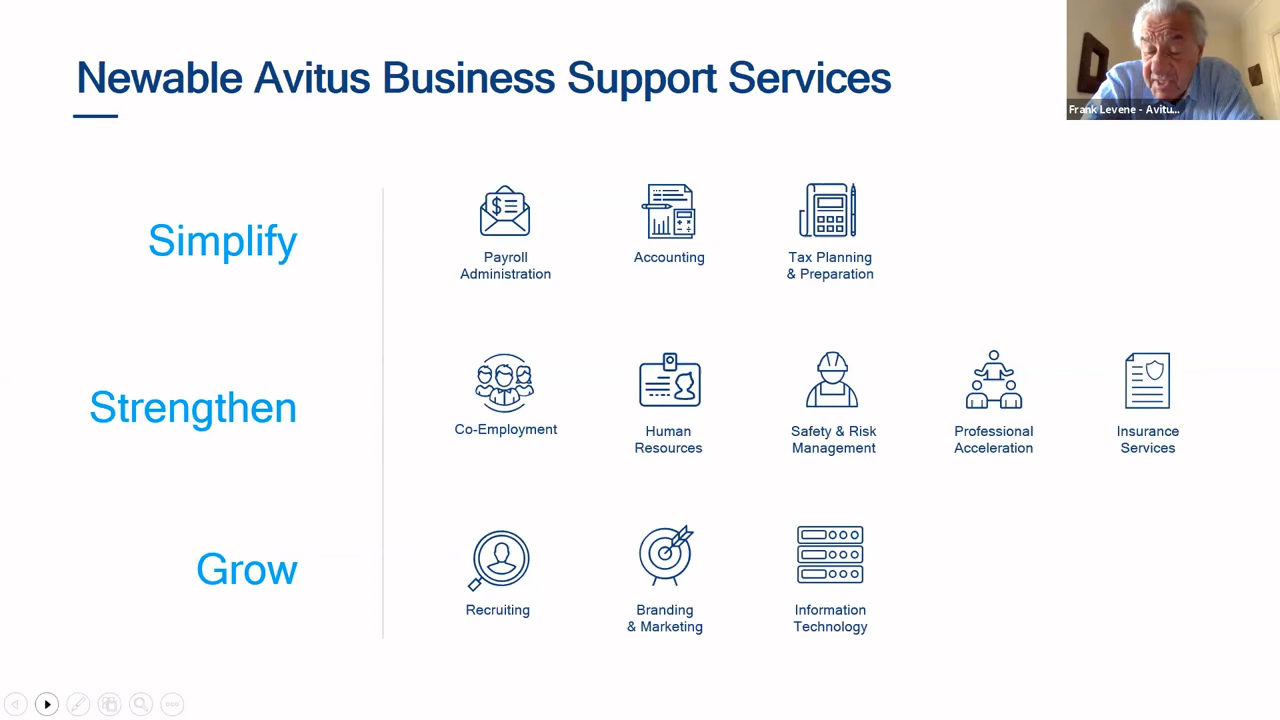 Newable Avitus Business Support Services
Frank Levene - Avitu...
Simplify
Payroll
Administration
Accounting
Tax Planning
& Preparation
Strengthen
Co-Employment
Human
Resources
Safety & Risk
Management
Professional
Acceleration
Insurance
Services
Grow
Recruiting
Branding
& Marketing
Information
Technology